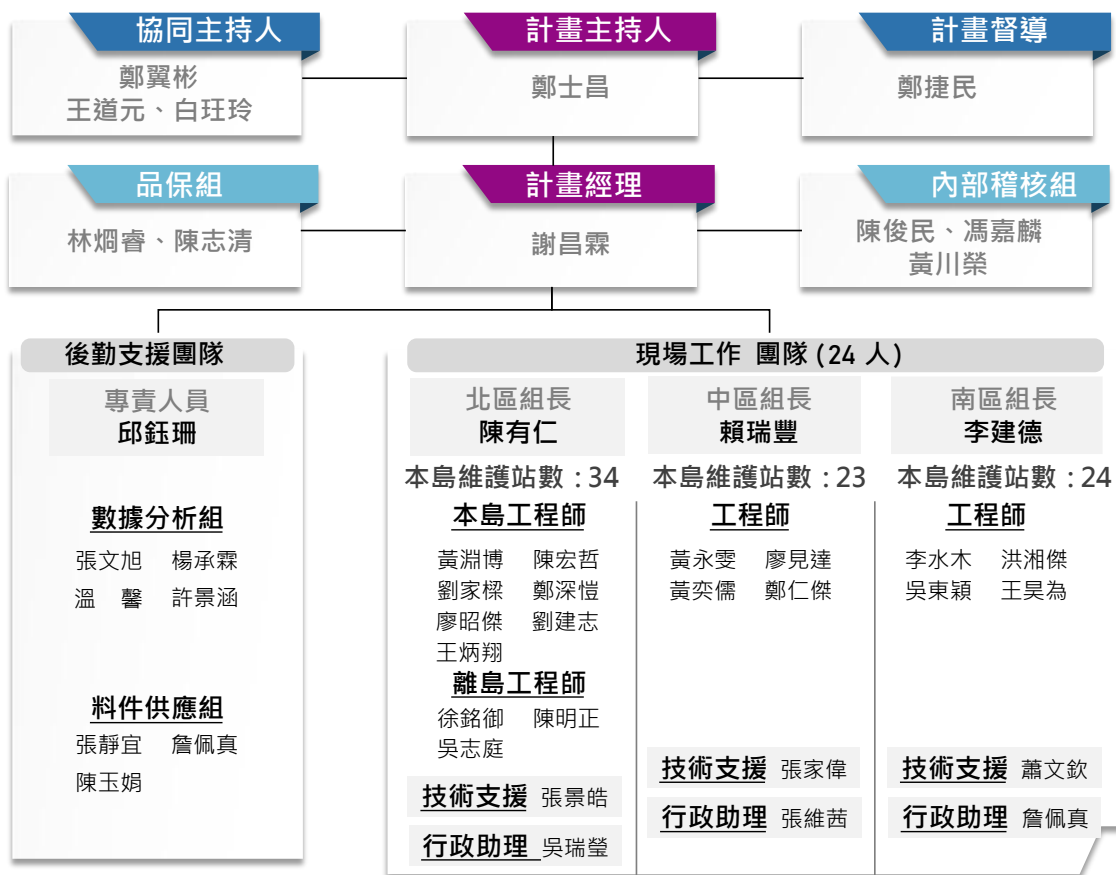 協同主持人
鄭翼彬
王道元、白玨玲
計畫主持人
鄭士昌
計畫督導
鄭捷民
品保組
林烱睿、陳志清
計畫經理
謝昌霖
內部稽核組
陳俊民、馮嘉麟
黃川榮
後勤支援團隊
專責人員
邱鈺珊
數據分析組
張文旭 楊承霖
溫 馨 許景涵
料件供應組
張靜宜 詹佩真
陳玉娟
現場工作 團隊(24 人)
北區組長
陳有仁
本島維護站數:34
本島工程師
黃淵博 陳宏哲
劉家樑 鄭深愷
廖昭傑 劉建志
王炳翔
離島工程師
徐銘御 陳明正
吳志庭
技術支援 張景皓
行政助理 吳瑞瑩
中區組長
賴瑞豐
本島維護站數:23
工程師
黃永雯 廖見達
黃奕儒 鄭仁傑
技術支援 張家偉
行政助理 張維茜
南區組長
李建德
本島維護站數:24
工程師
李水木 洪湘傑
吳東穎 王昊為
技術支援 蕭文欽
行政助理 詹佩真